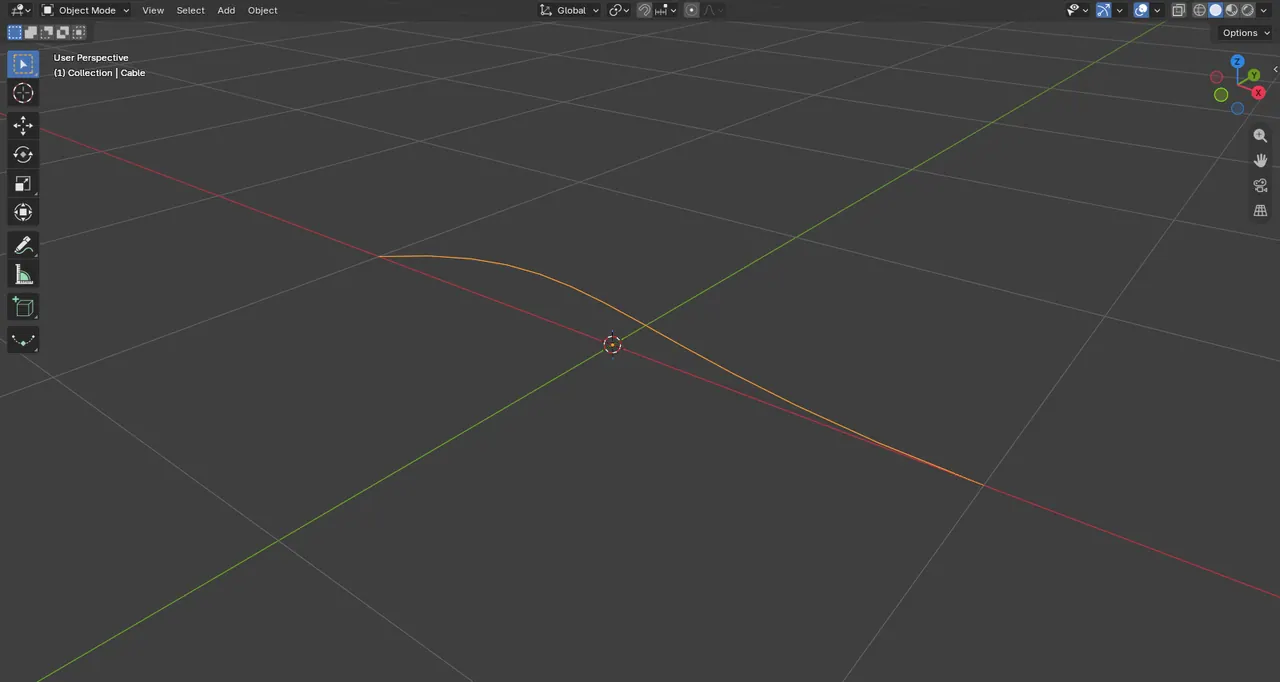 Object Mode View Select Add Object Global
Options
User Perspective
(1) Collection | Cable
Z
Y
X